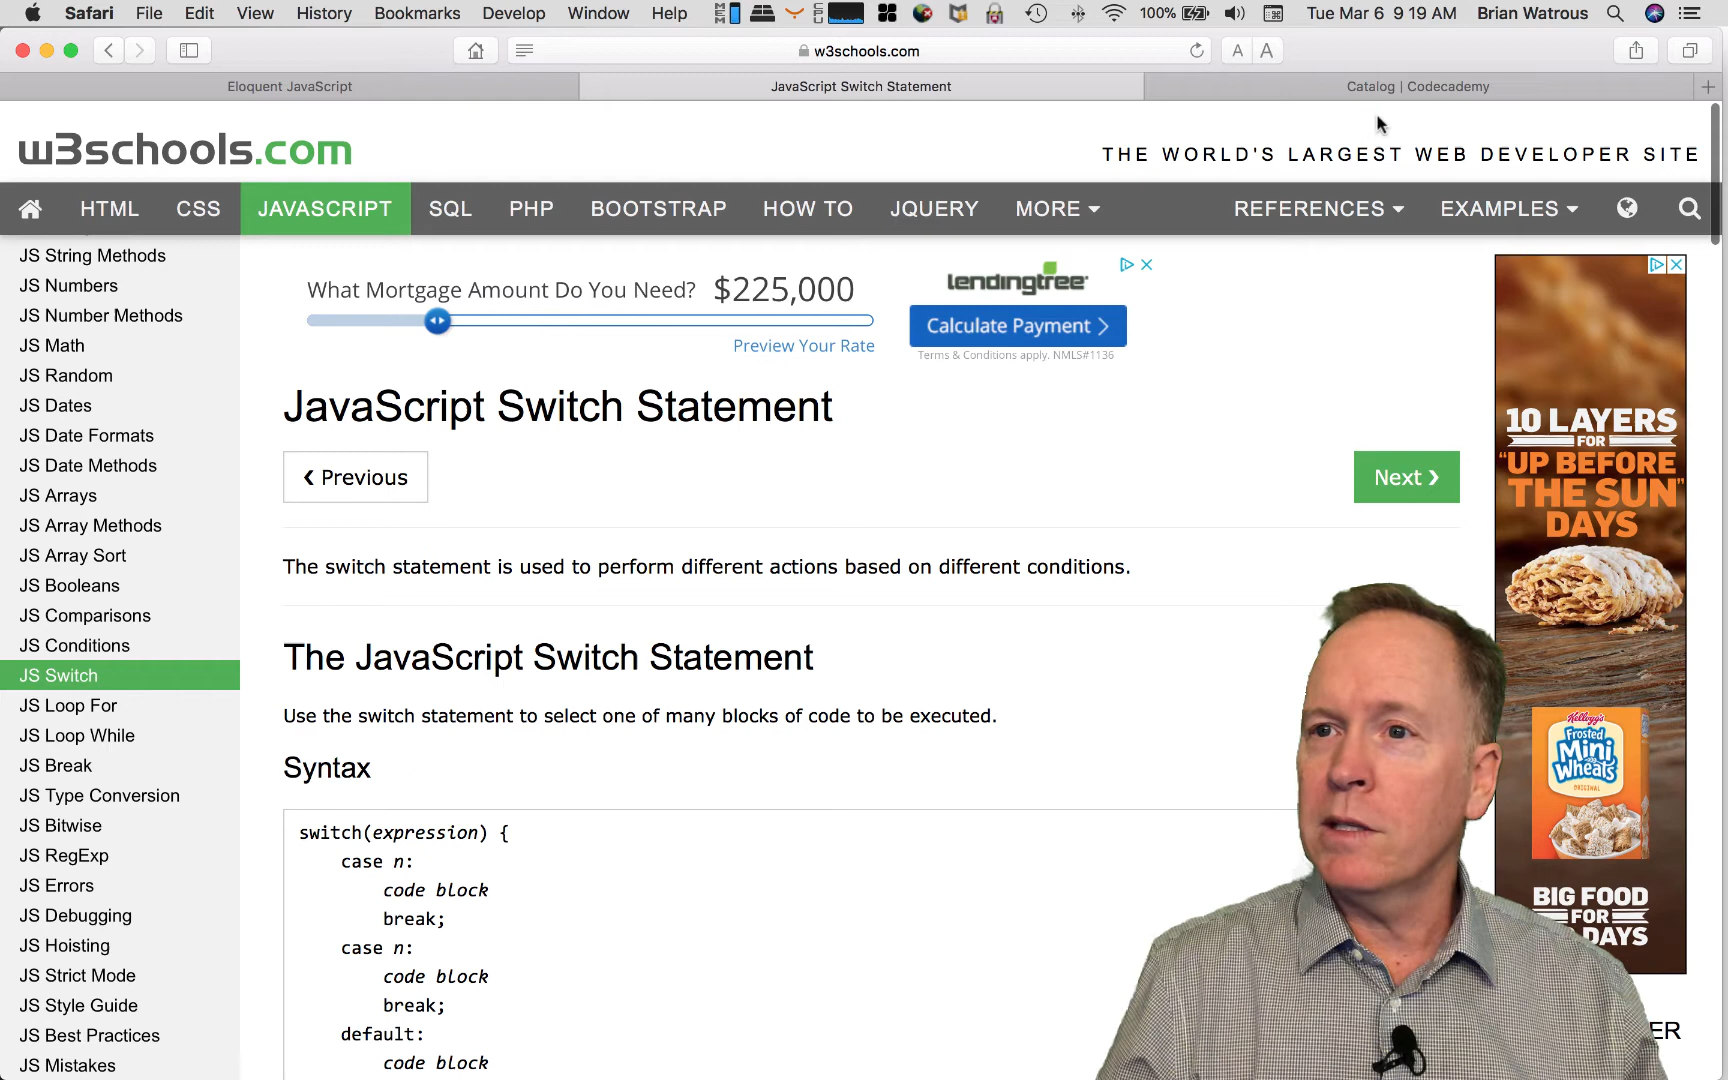 Safari File Edit View History Bookmarks Develop Window Help MEM CPU 100% Tue Mar 6 9:19 AM Brian Watrous
w3schools.com A A
Eloquent JavaScript JavaScript Switch Statement Catalog | Codecademy +
w3schools.com
THE WORLD'S LARGEST WEB DEVELOPER SITE
HTML CSS JAVASCRIPT SQL PHP BOOTSTRAP HOW TO JQUERY MORE REFERENCES EXAMPLES
JS String Methods
JS Numbers
JS Number Methods
JS Math
JS Random
JS Dates
JS Date Formats
JS Date Methods
JS Arrays
JS Array Methods
JS Array Sort
JS Booleans
JS Comparisons
JS Conditions
JS Switch
JS Loop For
JS Loop While
JS Break
JS Type Conversion
JS Bitwise
JS RegExp
JS Errors
JS Debugging
JS Hoisting
JS Strict Mode
JS Style Guide
JS Best Practices
JS Mistakes
What Mortgage Amount Do You Need? $225,000
Preview Your Rate
lendingtree
Calculate Payment
Terms & Conditions apply. NMLS#1136
JavaScript Switch Statement
❮ Previous
Next ❯
The switch statement is used to perform different actions based on different conditions.
The JavaScript Switch Statement
Use the switch statement to select one of many blocks of code to be executed.
Syntax
switch(expression) {
case n:
code block
break;
case n:
code block
break;
default:
code block
10 LAYERS
FOR
"UP BEFORE
THE SUN"
DAYS
Kellogg's
Frosted
Mini
Wheats
ORIGINAL
BIG FOOD
FOR
DAYS
ER